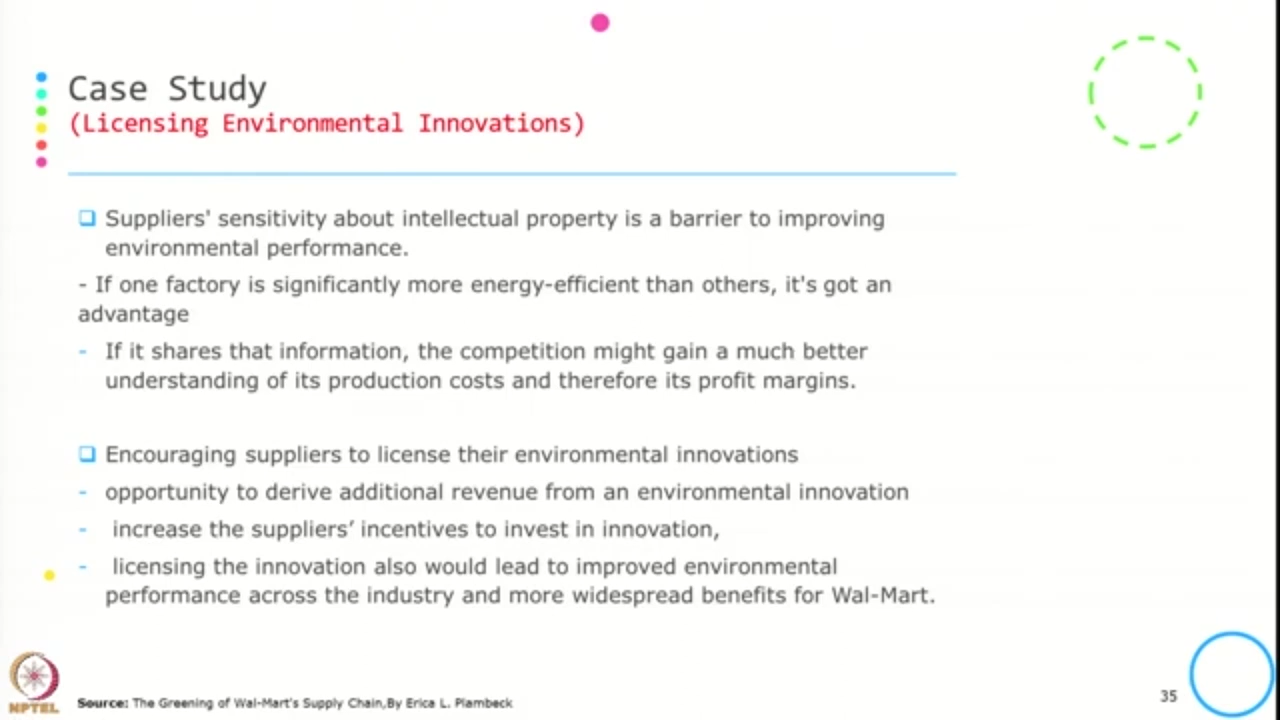 Case Study
(Licensing Environmental Innovations)
❑ Suppliers' sensitivity about intellectual property is a barrier to improving
environmental performance.
- If one factory is significantly more energy-efficient than others, it's got an
advantage
- If it shares that information, the competition might gain a much better
understanding of its production costs and therefore its profit margins.
❑ Encouraging suppliers to license their environmental innovations
- opportunity to derive additional revenue from an environmental innovation
- increase the suppliers’ incentives to invest in innovation,
- licensing the innovation also would lead to improved environmental
performance across the industry and more widespread benefits for Wal-Mart.
NPTEL
Source: The Greening of Wal-Mart's Supply Chain,By Erica L. Plambeck
35